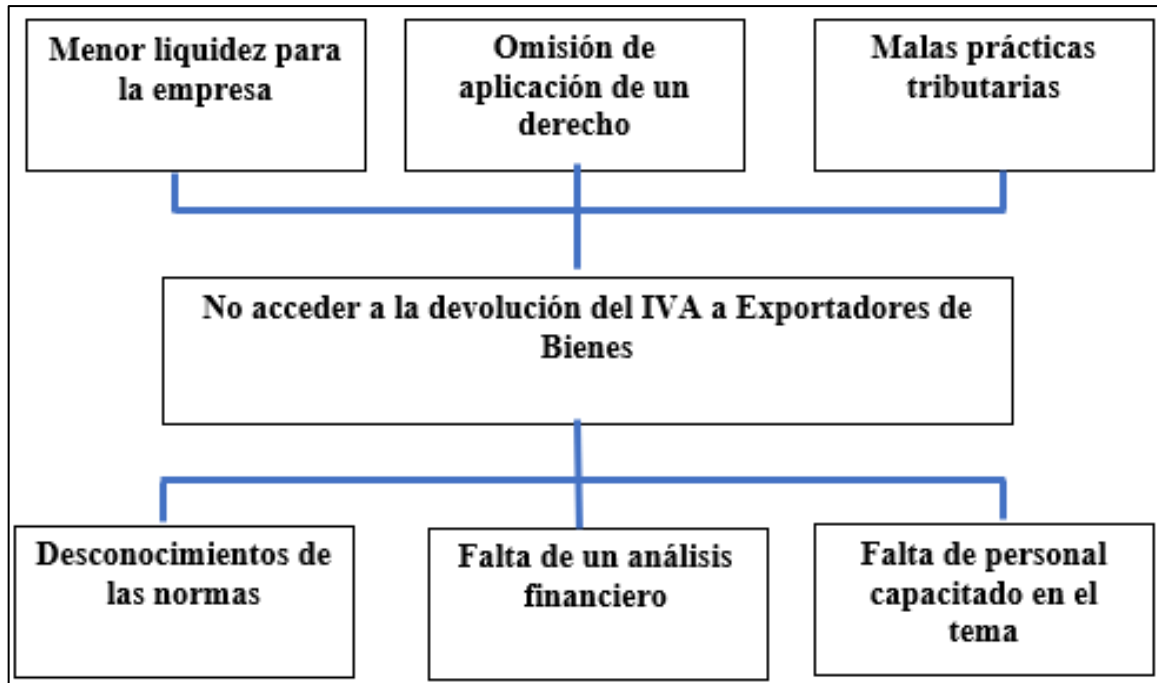 Menor liquidez para
la empresa
Omisión de
aplicación de un
derecho
Malas prácticas
tributarias
No acceder a la devolución del IVA a Exportadores de
Bienes
Desconocimientos de
las normas
Falta de un análisis
financiero
Falta de personal
capacitado en el
tema